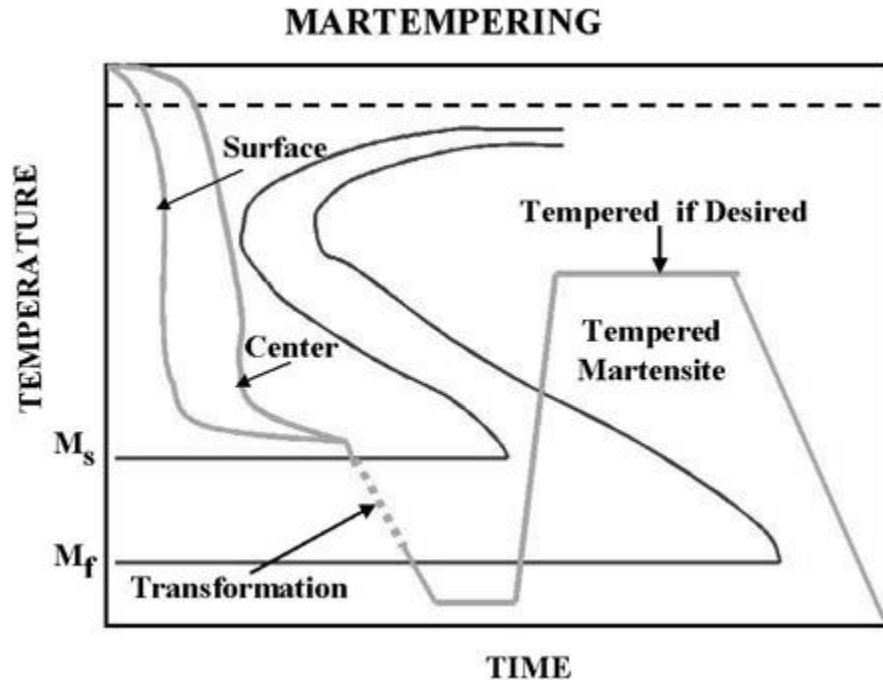 MARTEMPERING
Surface
Tempered if Desired
Center
Tempered
Martensite
TEMPERATURE
Ms
Mf
Transformation
TIME